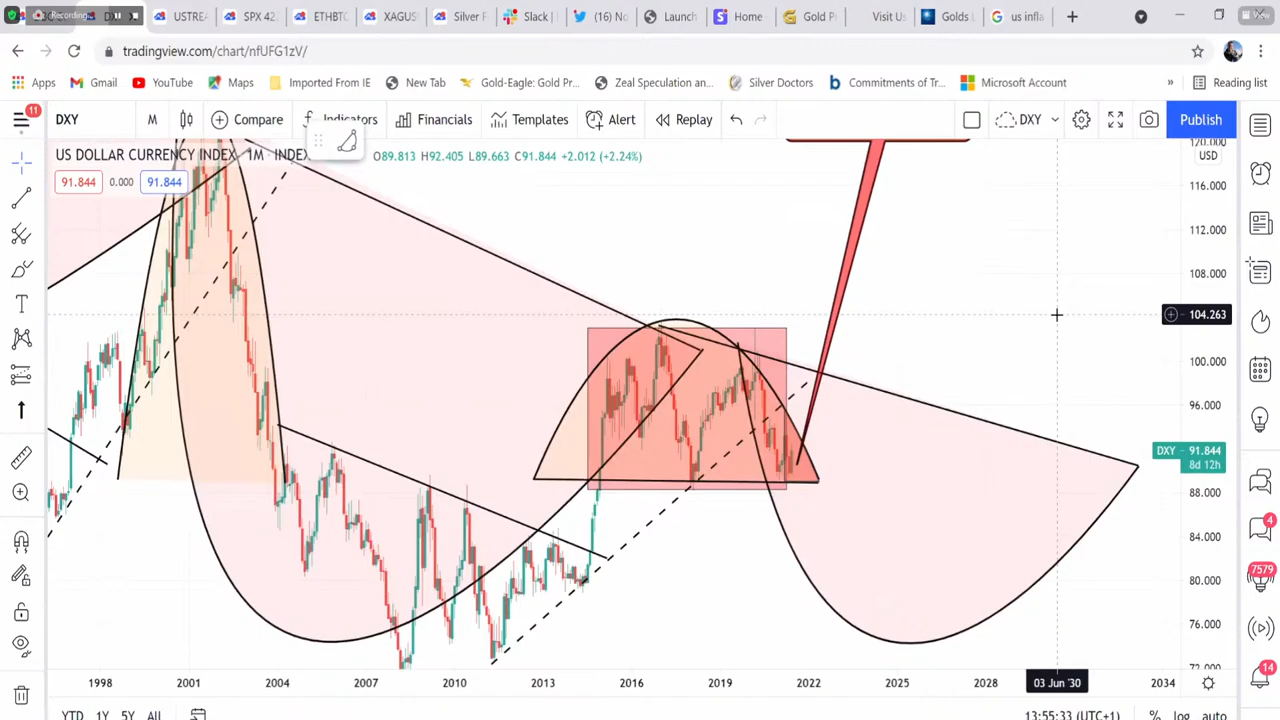 Recording...
View
USTREA
SPX 42
ETHBTC
XAGUS
Silver F
Slack |
(16) No
Launch
Home
Gold Pi
Visit Us
Golds L
us infla
tradingview.com/chart/nfUFG1zV/
Apps
Gmail
YouTube
Maps
Imported From IE
New Tab
Gold-Eagle: Gold Pr...
Zeal Speculation an...
Silver Doctors
Commitments of Tr...
Microsoft Account
»
Reading list
11
DXY
M
Compare
Indicators
Financials
Templates
Alert
Replay
DXY
Publish
US DOLLAR CURRENCY INDEX · 1M · INDEX
O89.813 H92.405 L89.663 C91.844 +2.012 (+2.24%)
91.844
0.000
91.844
120.000
USD
116.000
112.000
108.000
104.263
100.000
96.000
DXY 91.844
8d 12h
88.000
84.000
80.000
76.000
72.000
4
7579
14
1998
2001
2004
2007
2010
2013
2016
2019
2022
2025
2028
03 Jun '30
2034
YTD
1Y
5Y
All
13:55:33 (UTC+1)
%
log
auto